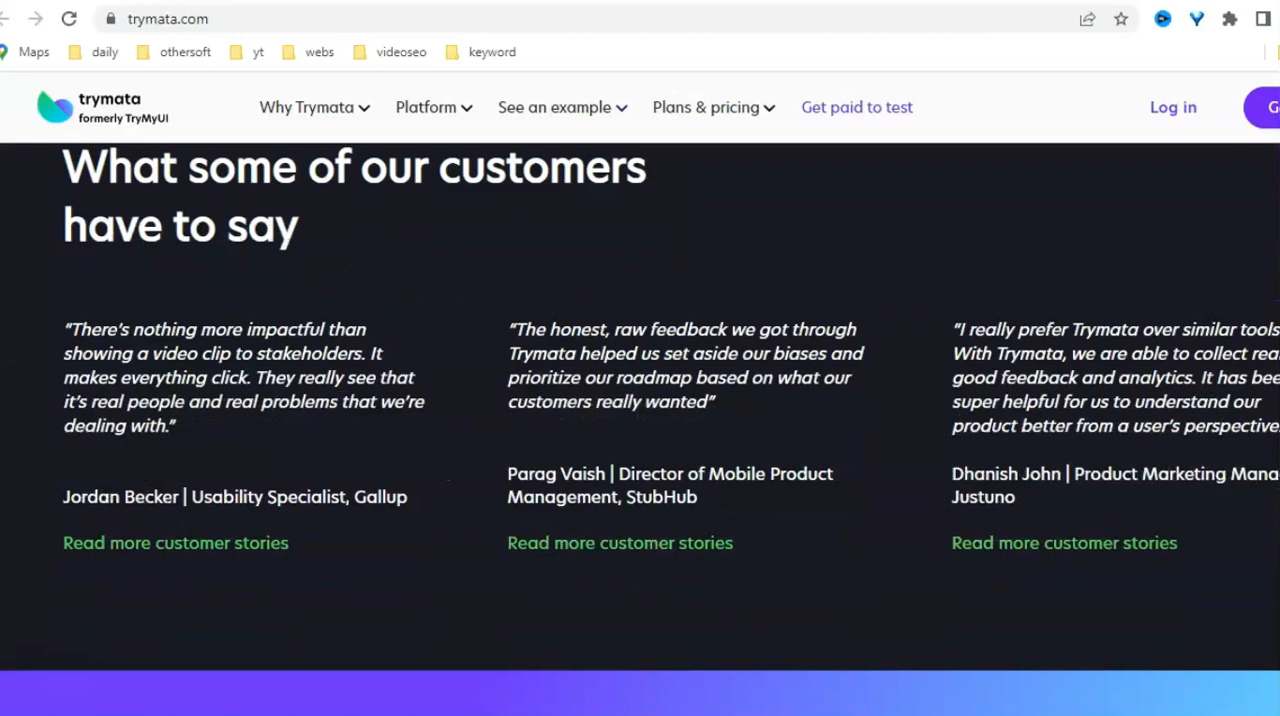 trymata.com
Maps daily othersoft yt webs videoseo keyword
trymata
formerly TryMyUI
Why Trymata Platform See an example Plans & pricing Get paid to test Log in
What some of our customers
have to say
“There’s nothing more impactful than
showing a video clip to stakeholders. It
makes everything click. They really see that
it’s real people and real problems that we’re
dealing with.”
Jordan Becker | Usability Specialist, Gallup
Read more customer stories
“The honest, raw feedback we got through
Trymata helped us set aside our biases and
prioritize our roadmap based on what our
customers really wanted”
Parag Vaish | Director of Mobile Product
Management, StubHub
Read more customer stories
“I really prefer Trymata over similar tools
With Trymata, we are able to collect
good feedback and analytics. It has
super helpful for us to understand our
product better from a user’s perspective
Dhanish John | Product Marketing
Justuno
Read more customer stories